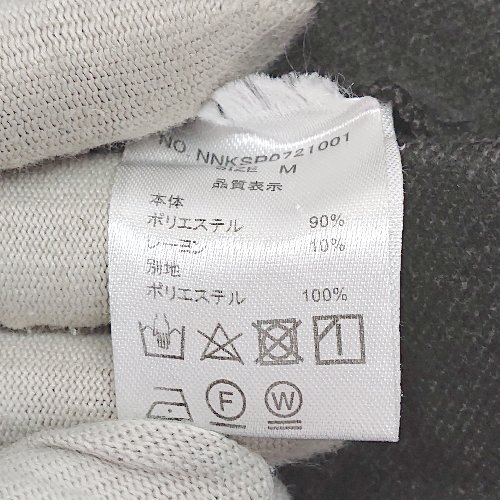 NO NNKSP0721001
SIZE M
品質表示
本体
ポリエステル 90%
レーヨン 10%
別地
ポリエステル 100%
F W